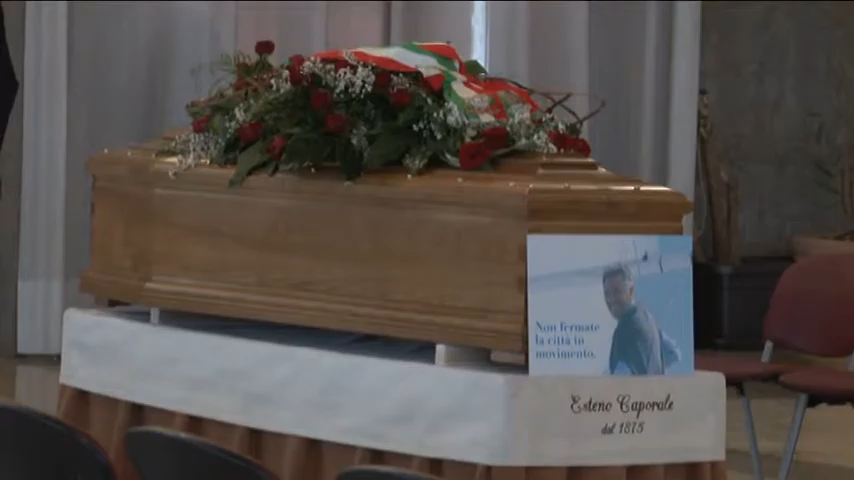 Non fermate
la città in
movimento.
Esteno Caporale
dal 1875